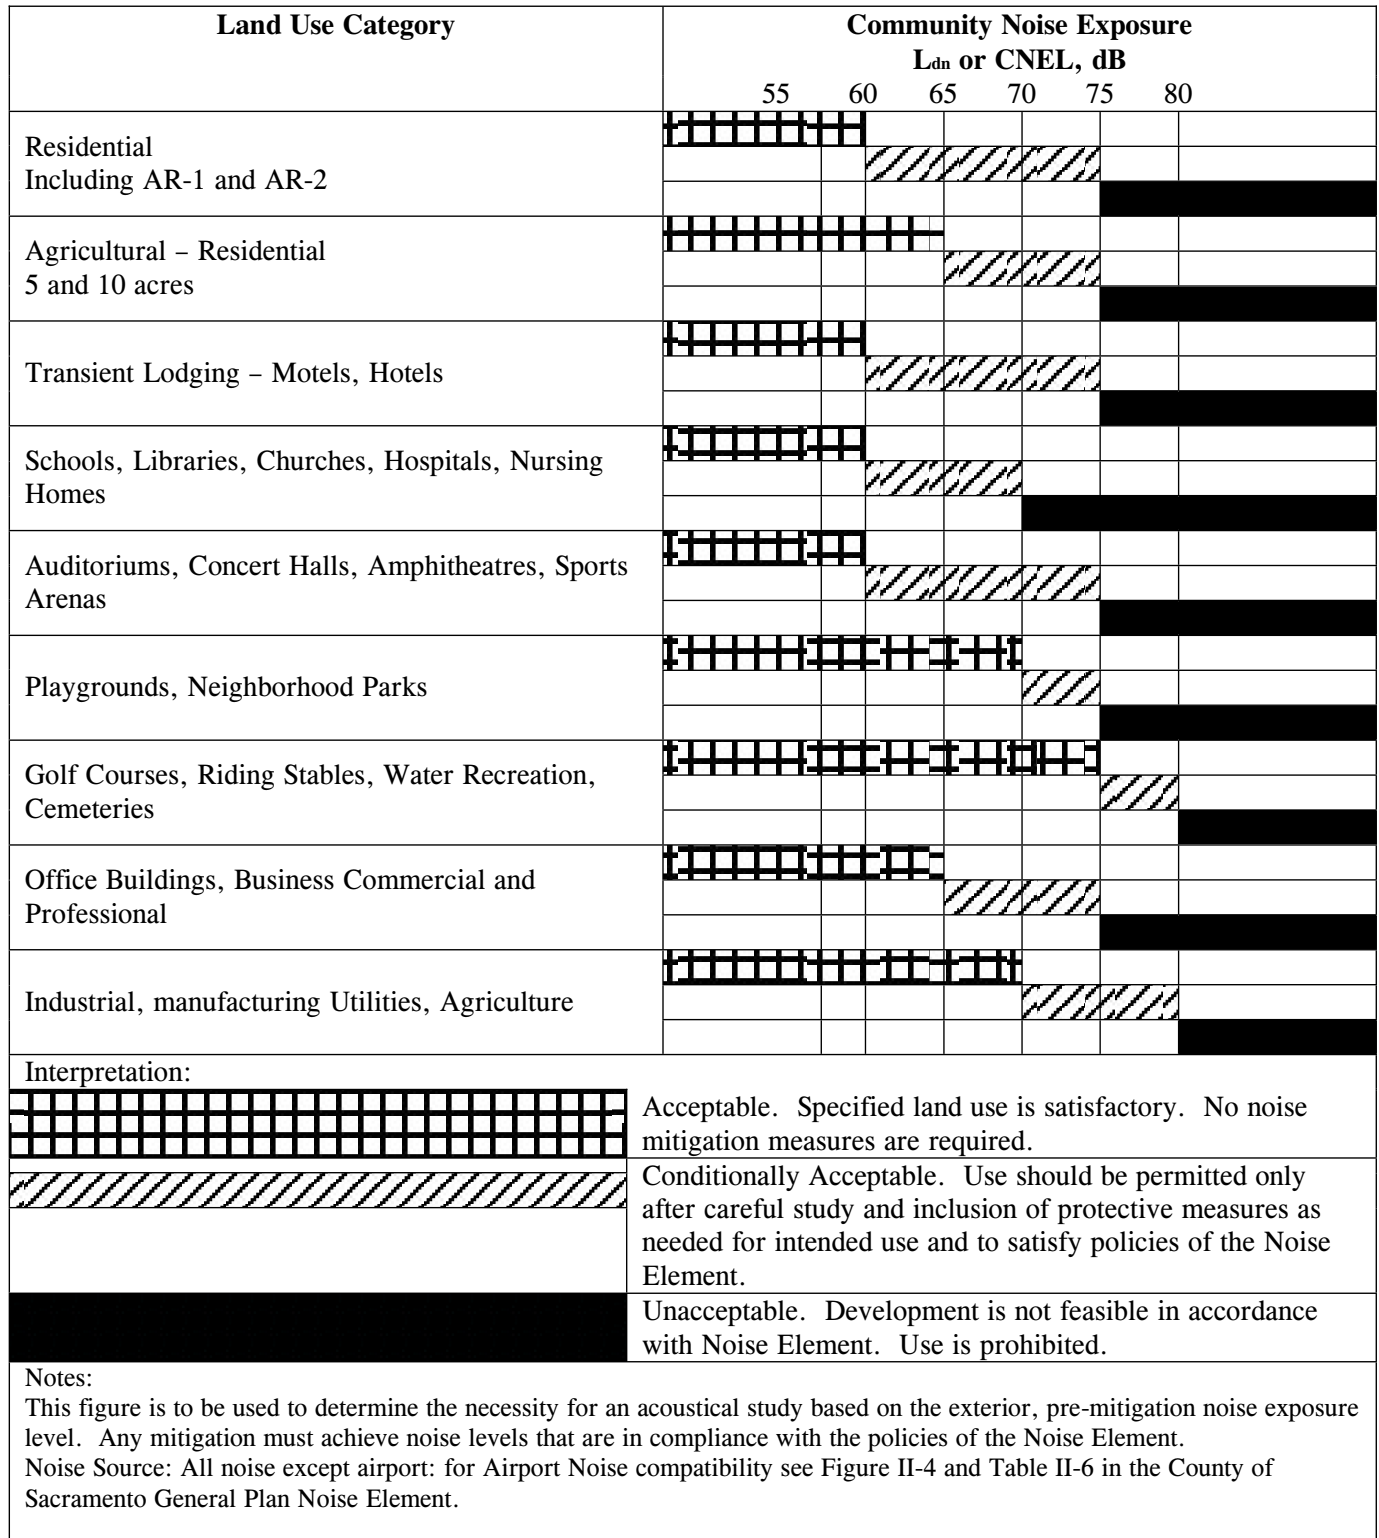 Land Use Category
Community Noise Exposure
Ldn or CNEL, dB
55 60 65 70 75 80
Residential
Including AR-1 and AR-2
Agricultural – Residential
5 and 10 acres
Transient Lodging – Motels, Hotels
Schools, Libraries, Churches, Hospitals, Nursing
Homes
Auditoriums, Concert Halls, Amphitheatres, Sports
Arenas
Playgrounds, Neighborhood Parks
Golf Courses, Riding Stables, Water Recreation,
Cemeteries
Office Buildings, Business Commercial and
Professional
Industrial, manufacturing Utilities, Agriculture
Interpretation:
Acceptable. Specified land use is satisfactory. No noise
mitigation measures are required.
Conditionally Acceptable. Use should be permitted only
after careful study and inclusion of protective measures as
needed for intended use and to satisfy policies of the Noise
Element.
Unacceptable. Development is not feasible in accordance
with Noise Element. Use is prohibited.
Notes:
This figure is to be used to determine the necessity for an acoustical study based on the exterior, pre-mitigation noise exposure
level. Any mitigation must achieve noise levels that are in compliance with the policies of the Noise Element.
Noise Source: All noise except airport: for Airport Noise compatibility see Figure II-4 and Table II-6 in the County of
Sacramento General Plan Noise Element.